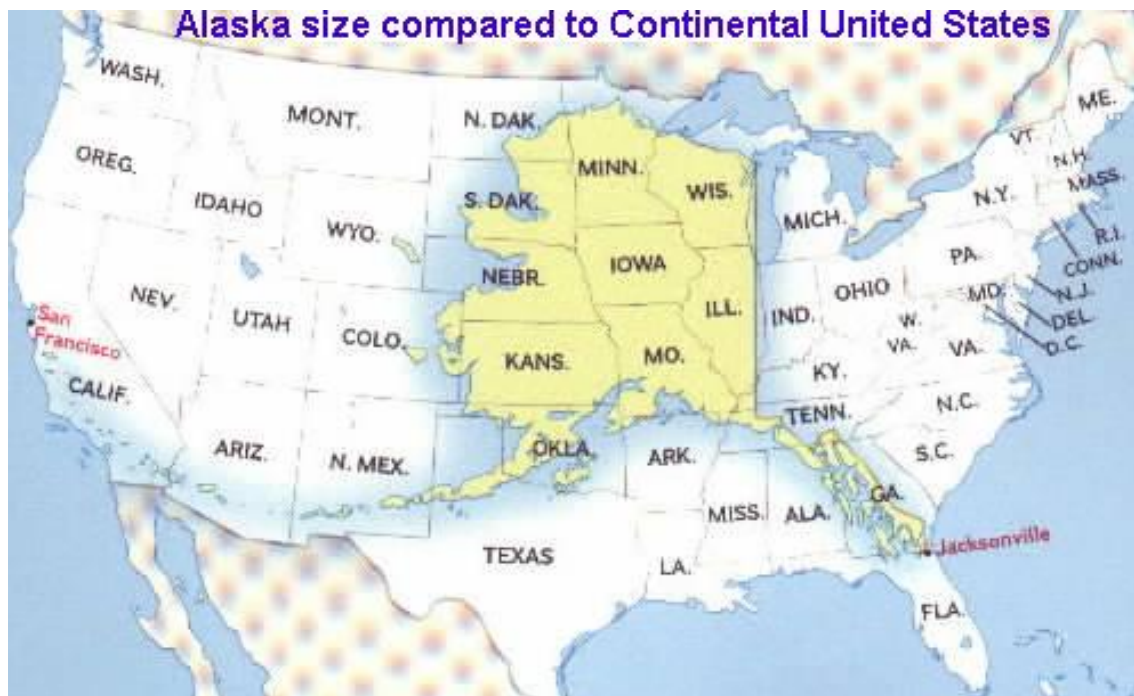 Alaska size compared to Continental United States
WASH.
MONT.
N. DAK.
MINN.
ME.
VT.
N.H.
OREG.
IDAHO
S. DAK.
WIS.
MICH.
N.Y.
MASS.
WYO.
R.I.
CONN.
NEBR.
IOWA
PA.
N.J.
NEV.
UTAH
COLO.
ILL.
IND.
OHIO
MD.
DEL.
D.C.
San
Francisco
KANS.
MO.
W.
VA.
VA.
KY.
CALIF.
N.C.
TENN.
ARIZ.
N. MEX.
OKLA.
ARK.
S.C.
GA.
MISS.
ALA.
TEXAS
LA.
Jacksonville
FLA.